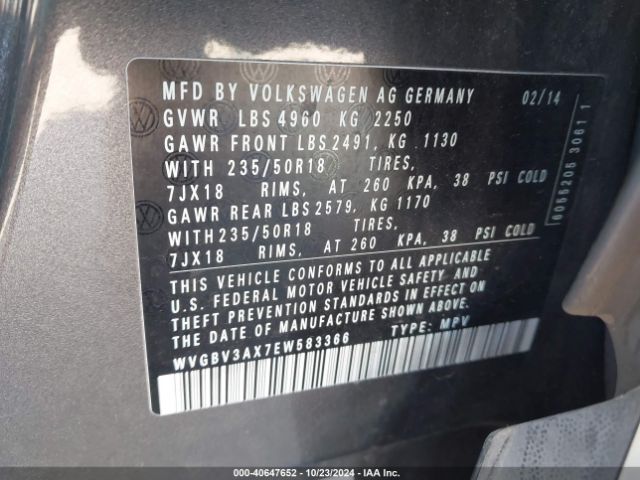 MFD BY VOLKSWAGEN AG GERMANY 02/14
GVWR LBS 4960 KG 2250
GAWR FRONT LBS 2491, KG 1130
WITH 235/50R18 TIRES,
7JX18 RIMS, AT 260 KPA, 38 PSI COLD
GAWR REAR LBS 2579, KG 1170
WITH 235/50R18 TIRES,
7JX18 RIMS, AT 260 KPA, 38 PSI COLD
THIS VEHICLE CONFORMS TO ALL APPLICABLE
U.S. FEDERAL MOTOR VEHICLE SAFETY AND
THEFT PREVENTION STANDARDS IN EFFECT ON
THE DATE OF MANUFACTURE SHOWN ABOVE.
WVGBV3AX7EW583366 TYPE: MPV
6055205 3061 1
000-40647652 - 10/23/2024 - IAA Inc.